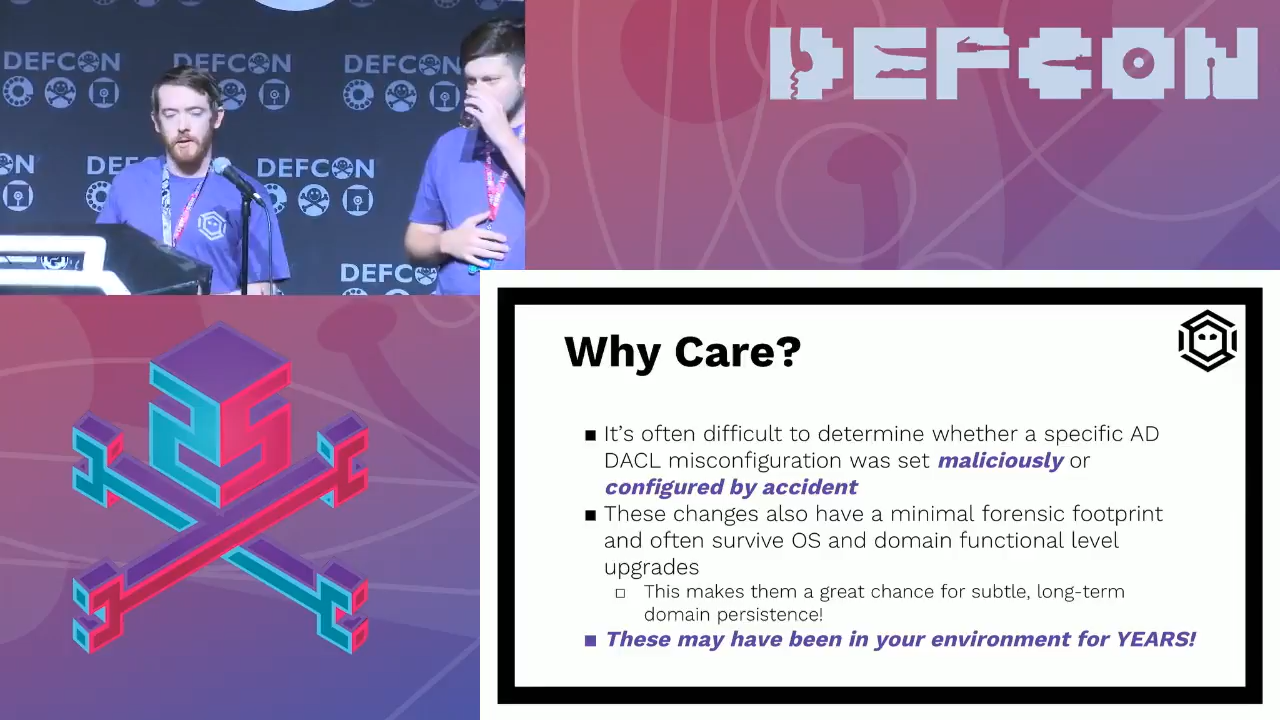 DEFCON
DEFCON
DEFCON
DEFCON
DEFCON
DEFCON
Why Care?
It's often difficult to determine whether a specific AD
DACL misconfiguration was set maliciously or
configured by accident
These changes also have a minimal forensic footprint
and often survive OS and domain functional level
upgrades
This makes them a great chance for subtle, long-term
domain persistence!
These may have been in your environment for YEARS!
25